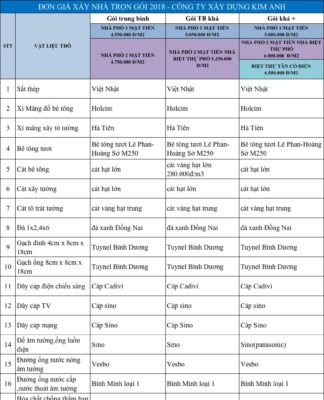 ĐƠN GIÁ XÂY NHÀ TRỌN GÓI 2018 - CÔNG TY XÂY DỰNG KIM ANH
STT VẬT LIỆU THÔ Gói trung bình Gói TB khá Gói khá +
NHÀ PHỐ 1 MẶT TIỀN 4.550.000 Đ/M2 NHÀ PHỐ 1 MẶT TIỀN 5.050.000 Đ/M2 NHÀ PHỐ 1 MẶT TIỀN 5.800.000 Đ/M2
NHÀ PHỐ 2 MẶT TIỀN 4.750.000 Đ/M2 NHÀ PHỐ 2 MẶT TIỀN NHÀ BIỆT THỰ PHỐ 5.250.000 Đ/M2 NHÀ PHỐ 2 MẶT TIỀN NHÀ BIỆT THỰ PHỐ 6.000.000 Đ/M2
BIỆT THỰ TÂN CỔ ĐIỂN 6.500.000 Đ/M2
1 Sắt thép Việt Nhật Việt Nhật Việt Nhật
2 Xi Măng đổ bê tông Holcim Holcim Holcim
3 Xi măng xây tô tường Hà Tiên Hà Tiên Hà Tiên
4 Bê tông tươi Bê tông tươi Lê Phan-Hoàng Sở M250 Bê tông tươi Lê Phan-Hoàng Sở M250 Bê tông tươi Lê Phan-Hoàng Sở M250
5 Cát bê tông cát hạt lớn cát vàng hạt lớn 280.000đ/m3 cát hạt lớn
6 Cát xây tường cát hạt lớn cát hạt lớn cát hạt lớn
7 Cát tô trát tường cát vàng hạt trung cát vàng hạt trung cát vàng hạt trung
8 Đá 1x2,4x6 đá xanh Đồng Nai đá xanh Đồng Nai đá xanh Đồng Nai
9 Gạch đinh 4cm x 8cm x 18cm Tuynel Bình Dương Tuynel Bình Dương Tuynel Bình Dương
10 Gạch ống 8cm x 8cm x 18cm Tuynel Bình Dương Tuynel Bình Dương Tuynel Bình Dương
11 Dây cáp điện chiếu sáng Cáp Cadivi Cáp Cadivi Cáp Cadivi
12 Dây cáp TV Cáp sino Cáp sino Cáp sino
13 Dây cáp mạng Cáp sino Cáp sino Cáp sino
14 Đế âm tường,ống luồn điện Sino Sino Sino(panasonic)
15 Đường ống nước nóng âm tường Vesbo Vesbo Vesbo
16 Đường ống nước cấp ,nước thoát âm tường Bình Minh loại 1 Bình Minh loại 1 Bình Minh loại 1
Hóa chất chống thấm ban